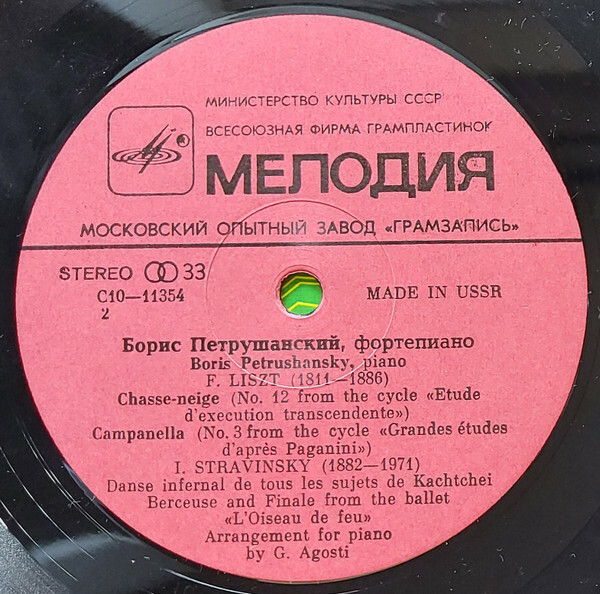 МИНИСТЕРСТВО КУЛЬТУРЫ СССР
ВСЕСОЮЗНАЯ ФИРМА ГРАМПЛАСТИНОК
МЕЛОДИЯ
МОСКОВСКИЙ ОПЫТНЫЙ ЗАВОД «ГРАМЗАПИСЬ»
STEREO 33
С10—11354
2
MADE IN USSR
Борис Петрушанский, фортепиано
Boris Petrushansky, piano
F. LISZT (1811—1886)
Chasse-neige (No. 12 from the cycle «Etude
d'execution transcendente»)
Campanella (No. 3 from the cycle «Grandes études
d'après Paganini»)
I. STRAVINSKY (1882—1971)
Danse infernal de tous les sujets de Kachtchei
Berceuse and Finale from the ballet
«L'Oiseau de feu»
Arrangement for piano
by G. Agosti